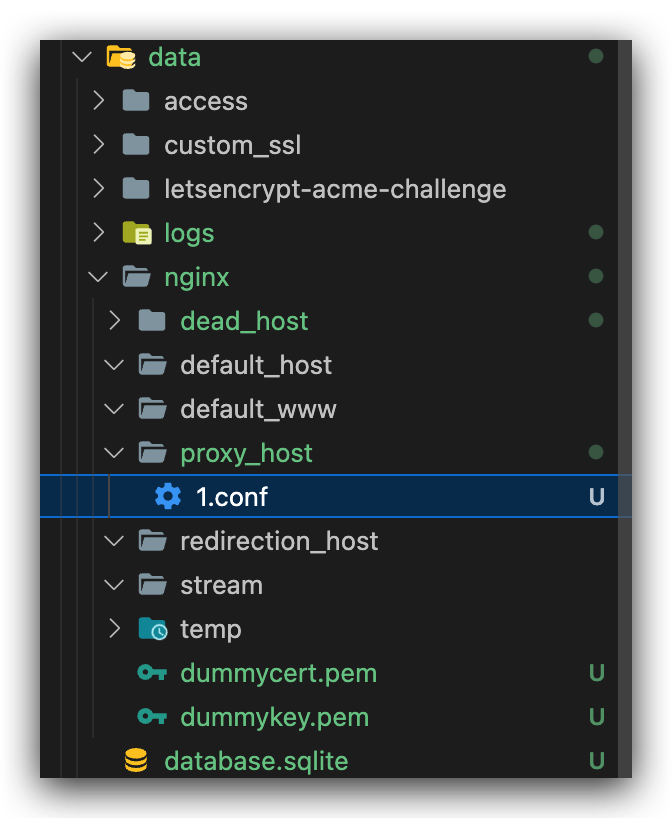 data
access
custom_ssl
letsencrypt-acme-challenge
logs
nginx
dead_host
default_host
default_www
proxy_host
1.conf U
redirection_host
stream
temp
dummycert.pem U
dummykey.pem U
database.sqlite U